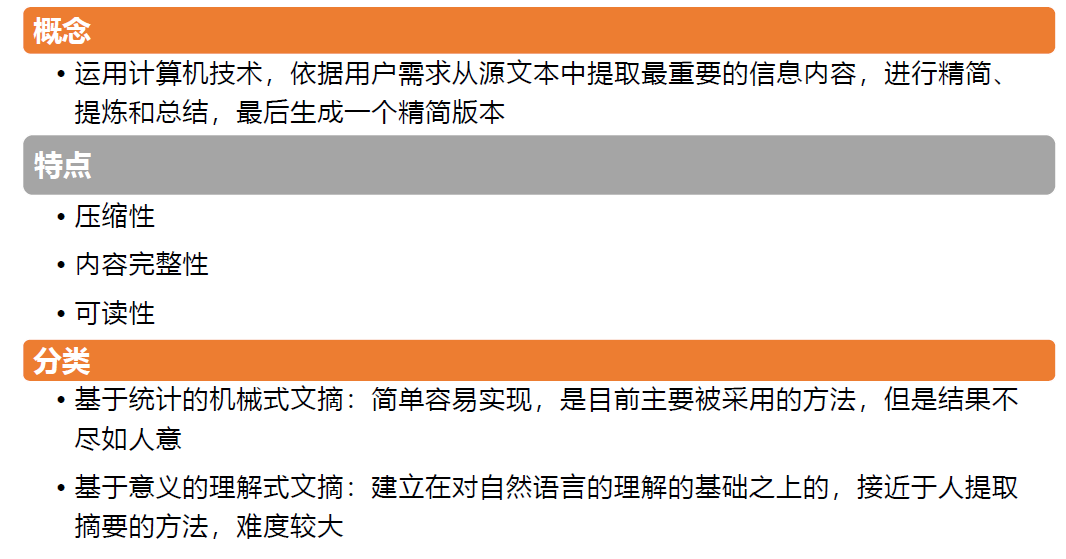 概念
• 运用计算机技术，依据用户需求从源文本中提取最重要的信息内容，进行精简、
提炼和总结，最后生成一个精简版本
特点
• 压缩性
• 内容完整性
• 可读性
分类
• 基于统计的机械式文摘：简单容易实现，是目前主要被采用的方法，但是结果不
尽如人意
• 基于意义的理解式文摘：建立在对自然语言的理解的基础之上的，接近于人提取
摘要的方法，难度较大